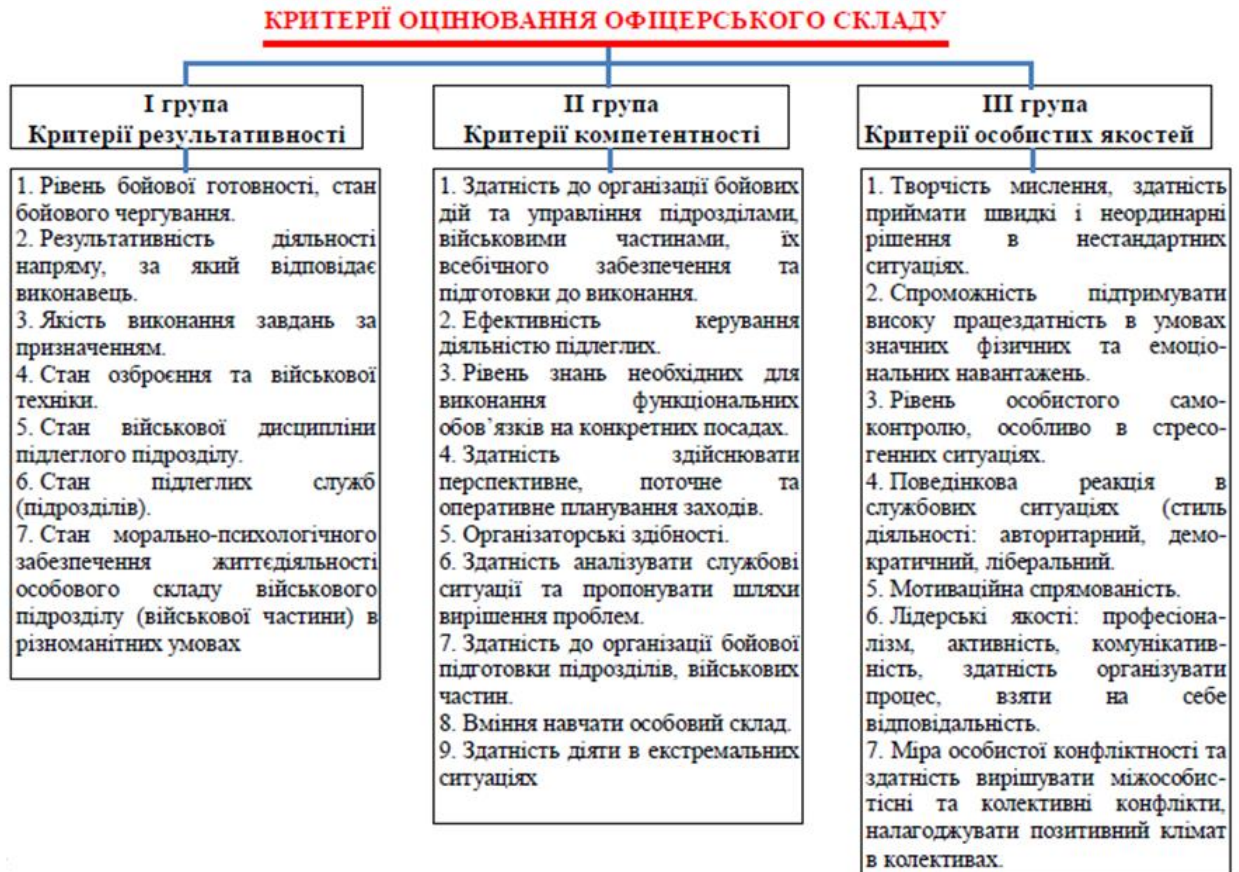 КРИТЕРІЇ ОЦІНЮВАННЯ ОФІЦЕРСЬКОГО СКЛАДУ
І група
Критерії результативності
1. Рівень бойової готовності, стан
бойового чергування.
2. Результативність діяльності
напряму, за який відповідає
виконавець.
3. Якість виконання завдань за
призначенням.
4. Стан озброєння та військової
техніки.
5. Стан військової дисципліни
підлеглого підрозділу.
6. Стан підлеглих служб
(підрозділів).
7. Стан морально-психологічного
забезпечення життєдіяльності
особового складу військового
підрозділу (військової частини) в
різноманітних умовах
ІІ група
Критерії компетентності
1. Здатність до організації бойових
дій та управління підрозділами,
військовими частинами, їх
всебічного забезпечення та
підготовки до виконання.
2. Ефективність керування
діяльністю підлеглих.
3. Рівень знань необхідних для
виконання функціональних
обов’язків на конкретних посадах.
4. Здатність здійснювати
перспективне, поточне та
оперативне планування заходів.
5. Організаторські здібності.
6. Здатність аналізувати службові
ситуації та пропонувати шляхи
вирішення проблем.
7. Здатність до організації бойової
підготовки підрозділів, військових
частин.
8. Вміння навчати особовий склад.
9. Здатність діяти в екстремальних
ситуаціях
ІІІ група
Критерії особистих якостей
1. Творчість мислення, здатність
приймати швидкі і неординарні
рішення в нестандартних
ситуаціях.
2. Спроможність підтримувати
високу працездатність в умовах
значних фізичних та емоціо-
нальних навантажень.
3. Рівень особистого само-
контролю, особливо в стресо-
генних ситуаціях.
4. Поведінкова реакція в
службових ситуаціях (стиль
діяльності: авторитарний, демо-
кратичний, ліберальний.
5. Мотиваційна спрямованість.
6. Лідерські якості: професіона-
лізм, активність, комунікатив-
ність, здатність організувати
процес, взяти на себе
відповідальність.
7. Міра особистої конфліктності та
здатність вирішувати міжособис-
тісні та колективні конфлікти,
налагоджувати позитивний клімат
в колективах.